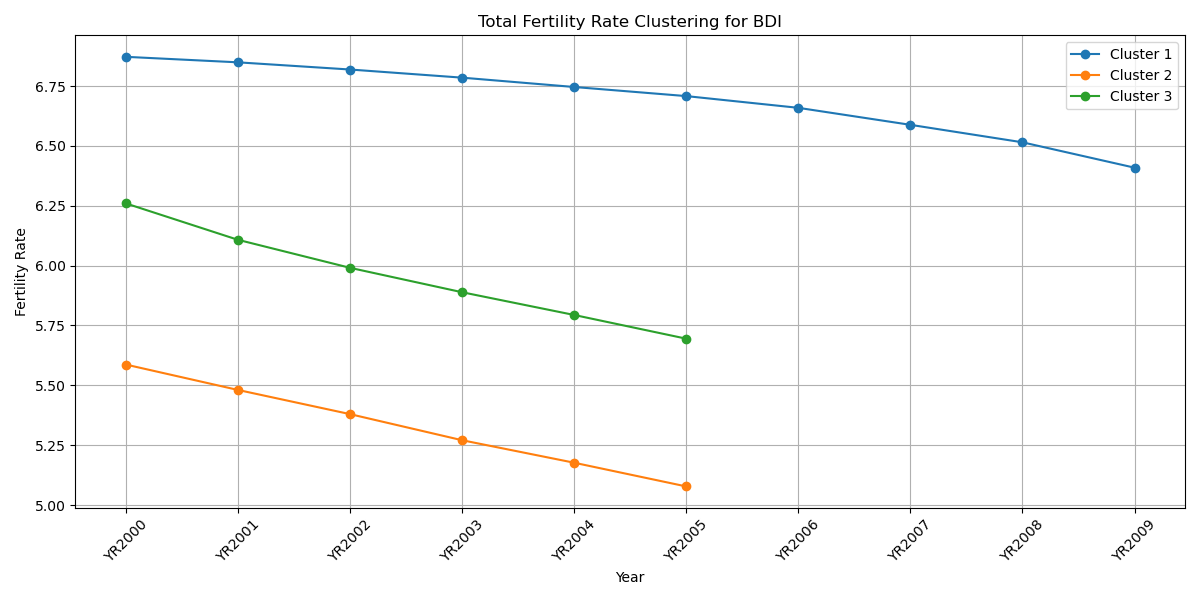 Total Fertility Rate Clustering for BDI
Cluster 1
Cluster 2
Cluster 3
Fertility Rate
6.75
6.50
6.25
6.00
5.75
5.50
5.25
5.00
YR2000
YR2001
YR2002
YR2003
YR2004
YR2005
YR2006
YR2007
YR2008
YR2009
Year